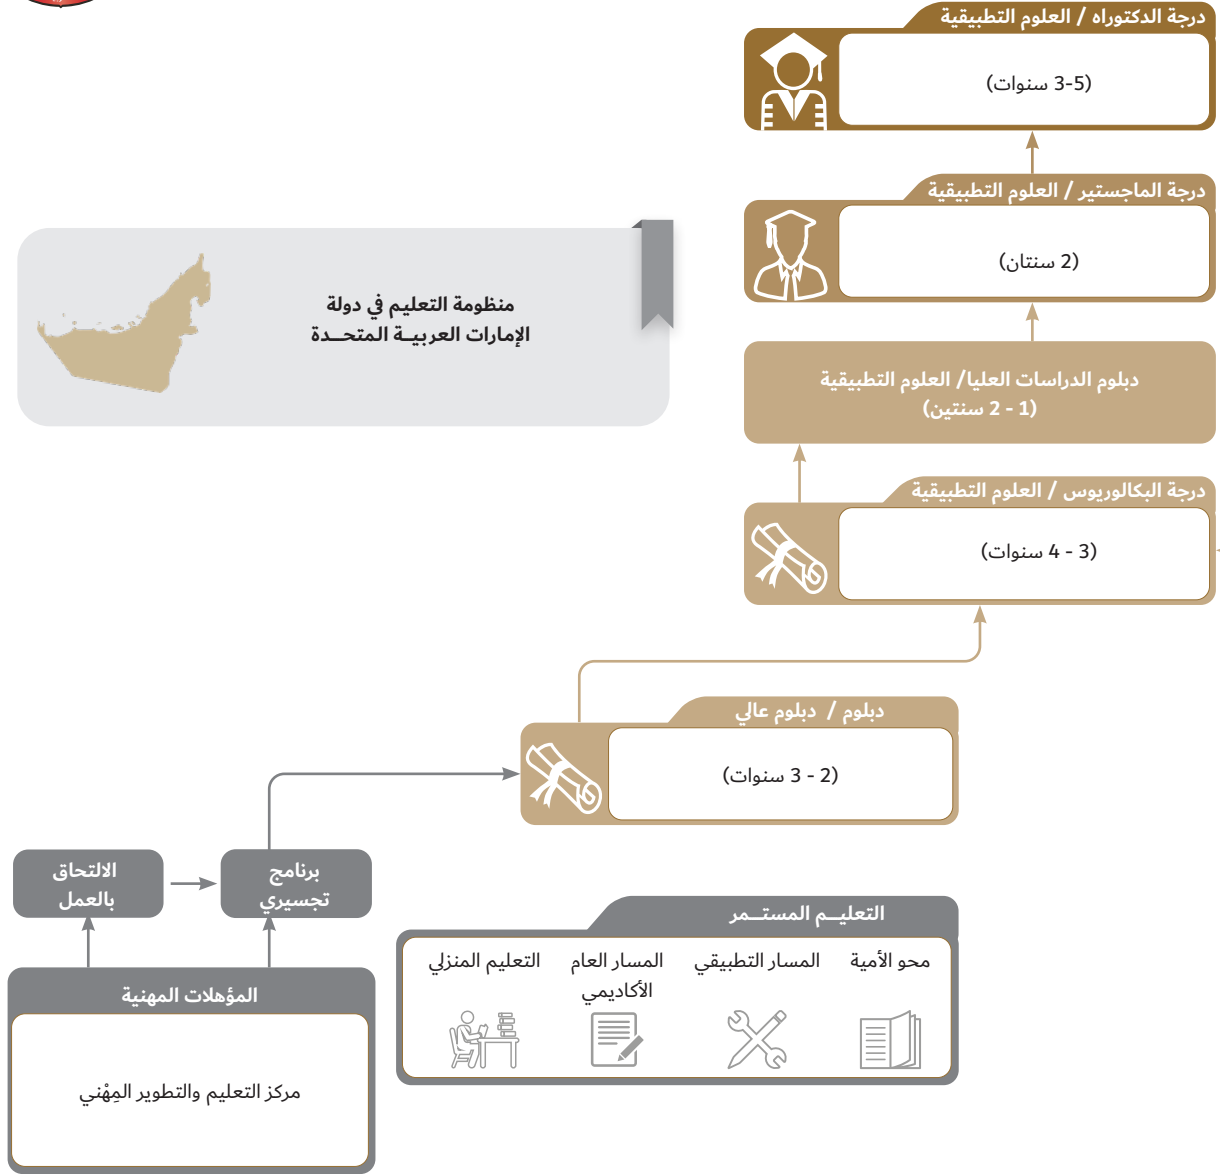 درجة الدكتوراه / العلوم التطبيقية
(3-5 سنوات)
درجة الماجستير / العلوم التطبيقية
(2 سنتان)
منظومة التعليم في دولة
الإمارات العربيــة المتحــدة
دبلوم الدراسات العليا/ العلوم التطبيقية
(1 - 2 سنتين)
درجة البكالوريوس / العلوم التطبيقية
(3 - 4 سنوات)
دبلوم / دبلوم عالي
(2 - 3 سنوات)
برنامج
تجسيري
الالتحاق
بالعمل
التعليــم المستــمر
محو الأمية
المسار التطبيقي
المسار العام
الأكاديمي
التعليم المنزلي
المؤهلات المهنية
مركز التعليم والتطوير المِهْني